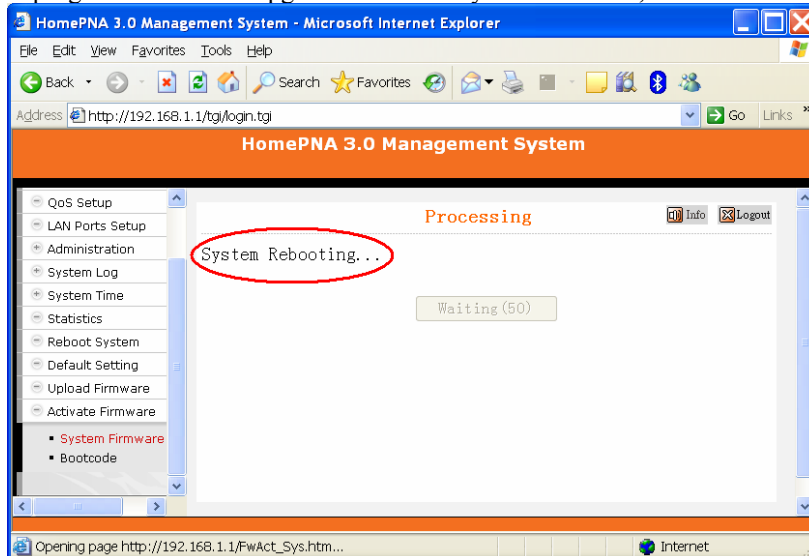 HomePNA 3.0 Management System - Microsoft Internet Explorer
File Edit View Favorites Tools Help
Back Search Favorites
Address http://192.168.1.1/tgi/login.tgi Go Links »
HomePNA 3.0 Management System
QoS Setup
LAN Ports Setup
Administration
System Log
System Time
Statistics
Reboot System
Default Setting
Upload Firmware
Activate Firmware
System Firmware
Bootcode
Processing
Info Logout
System Rebooting...
Waiting(50)
Opening page http://192.168.1.1/FwAct_Sys.htm... Internet